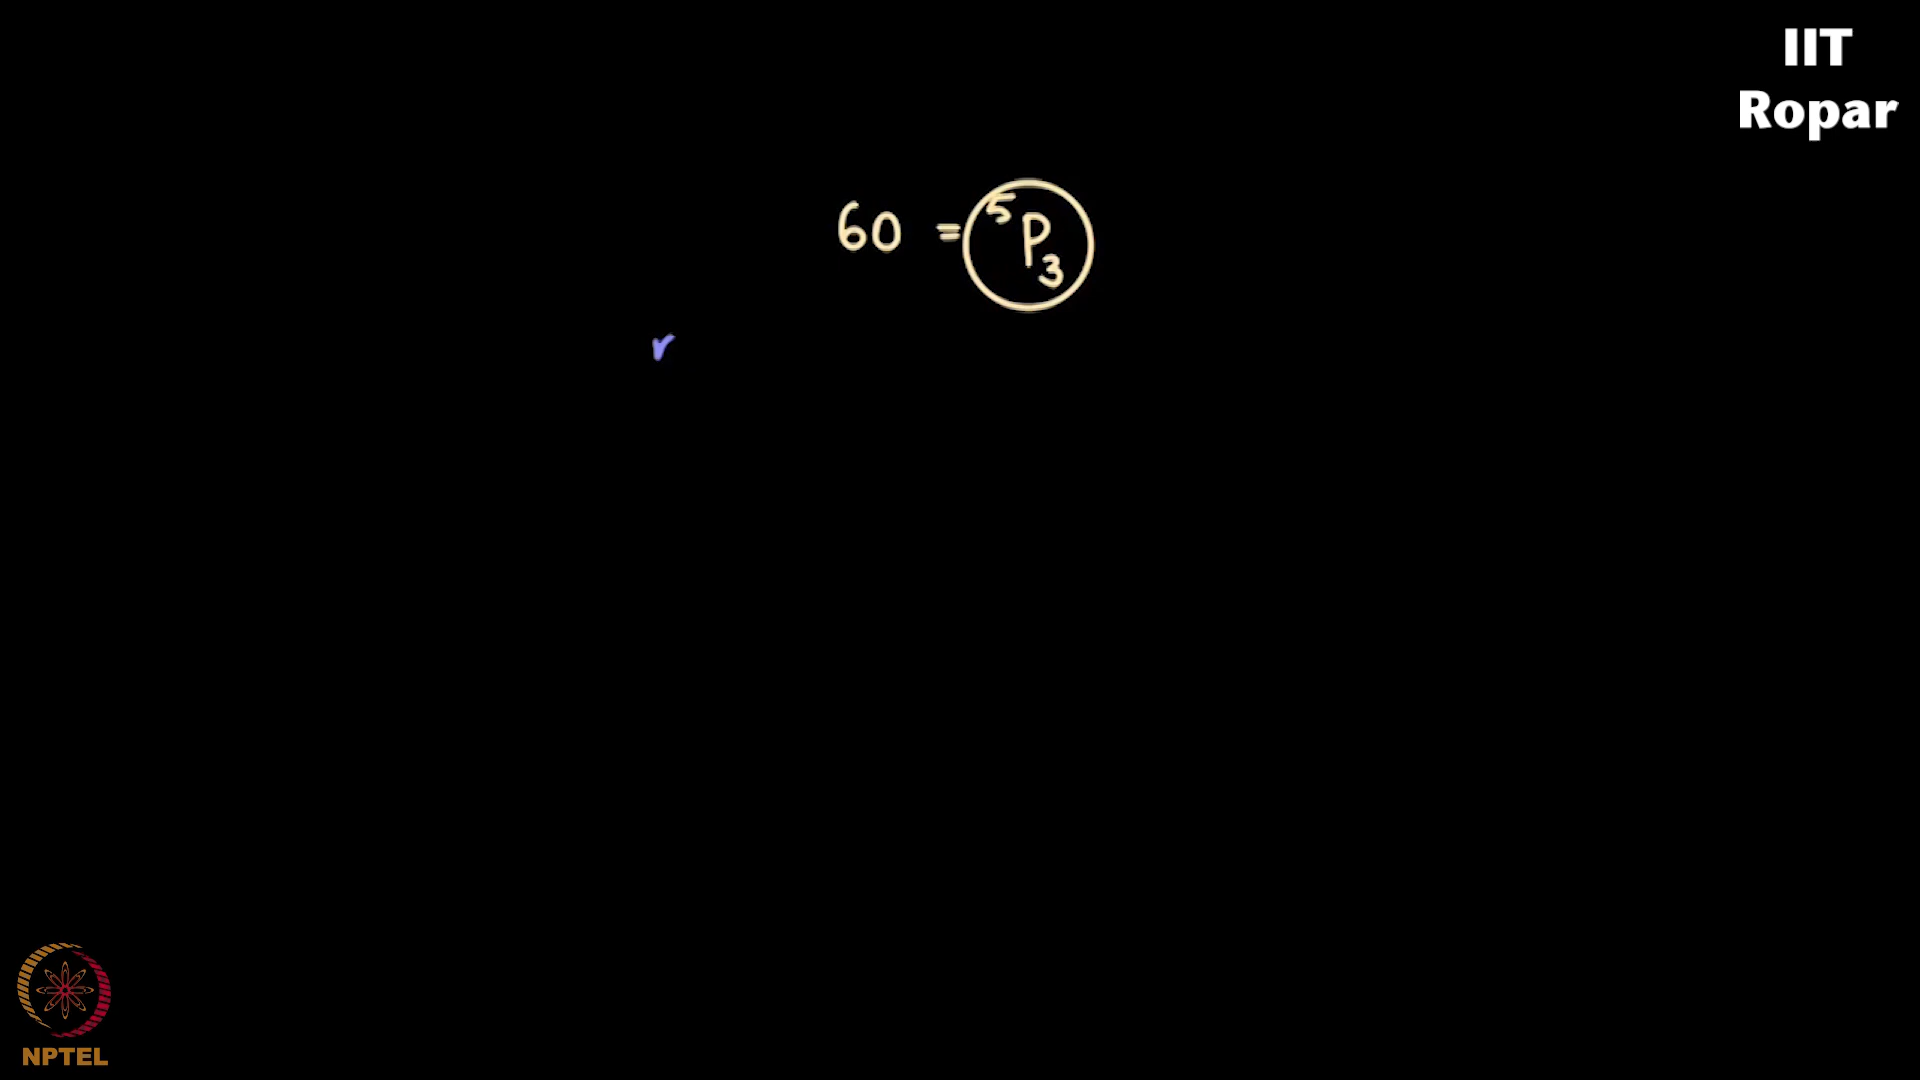 IIT
Ropar
60 = ⁵P₃
r
NPTEL